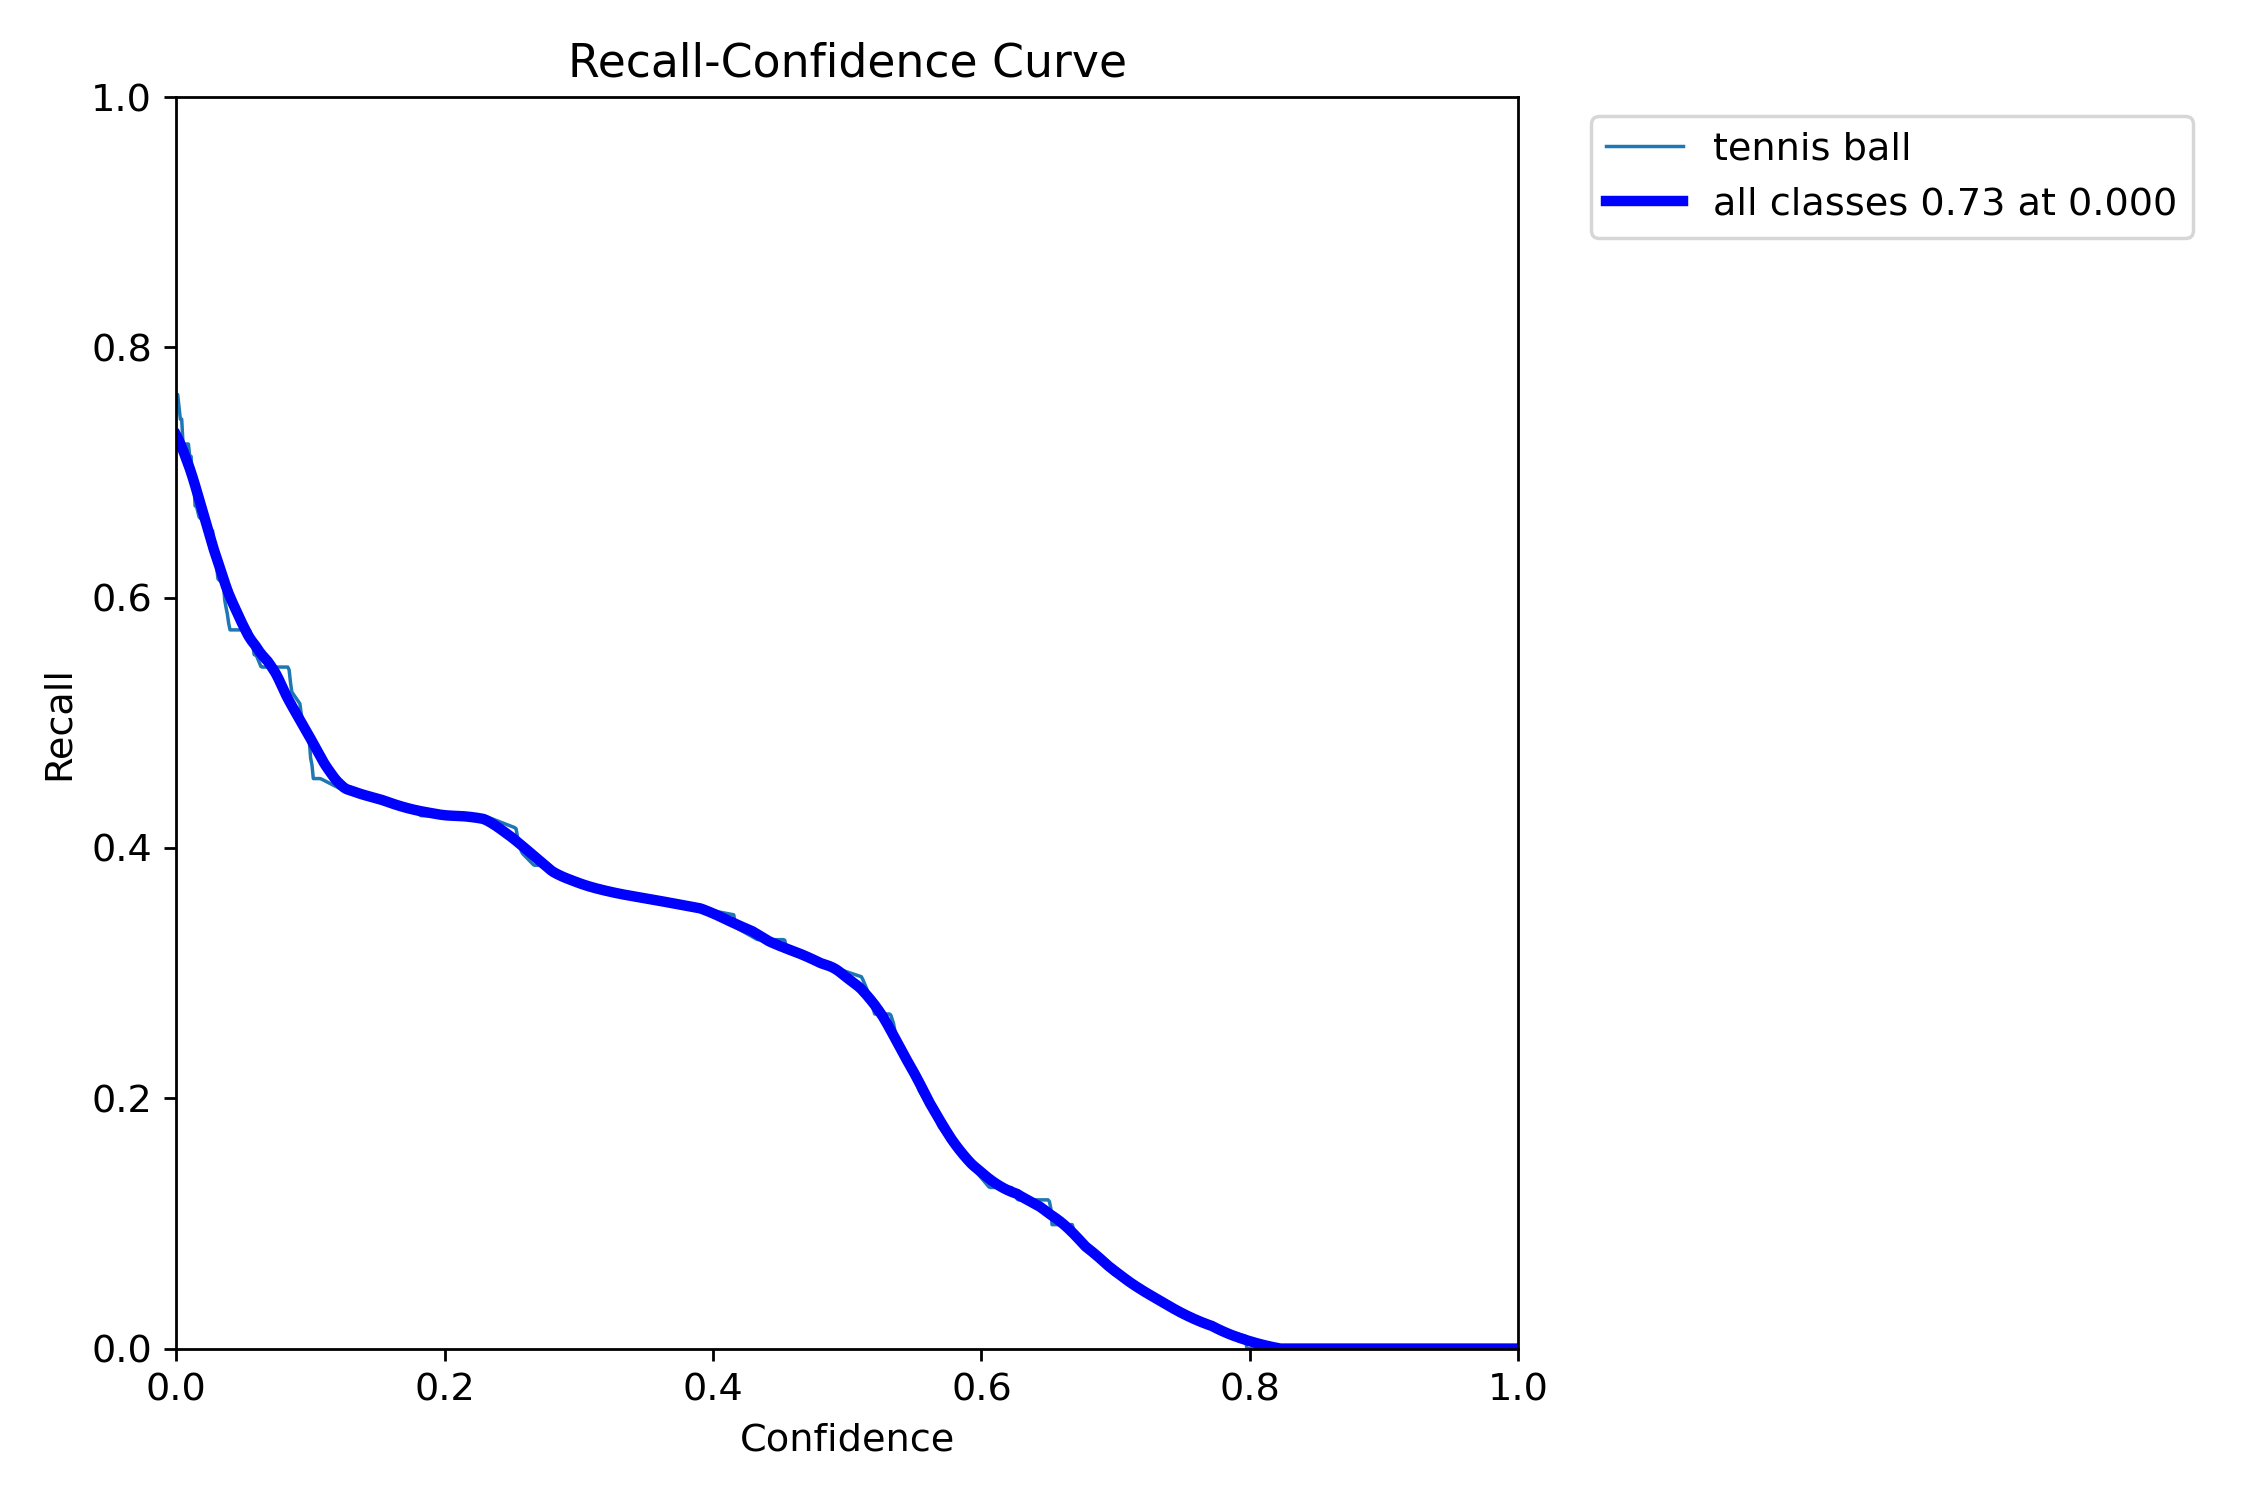 Recall-Confidence Curve
1.0
0.8
0.6
0.4
0.2
0.0
Recall
0.0 0.2 0.4 0.6 0.8 1.0
Confidence
tennis ball
all classes 0.73 at 0.000